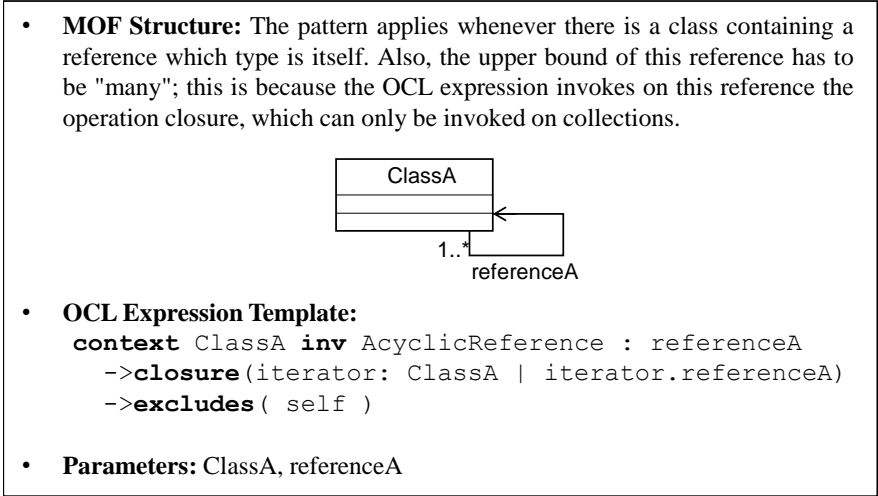 • MOF Structure: The pattern applies whenever there is a class containing a
reference which type is itself. Also, the upper bound of this reference has to
be "many"; this is because the OCL expression invokes on this reference the
operation closure, which can only be invoked on collections.
ClassA
1..*
referenceA
• OCL Expression Template:
context ClassA inv AcyclicReference : referenceA
->closure(iterator: ClassA | iterator.referenceA)
->excludes( self )
• Parameters: ClassA, referenceA